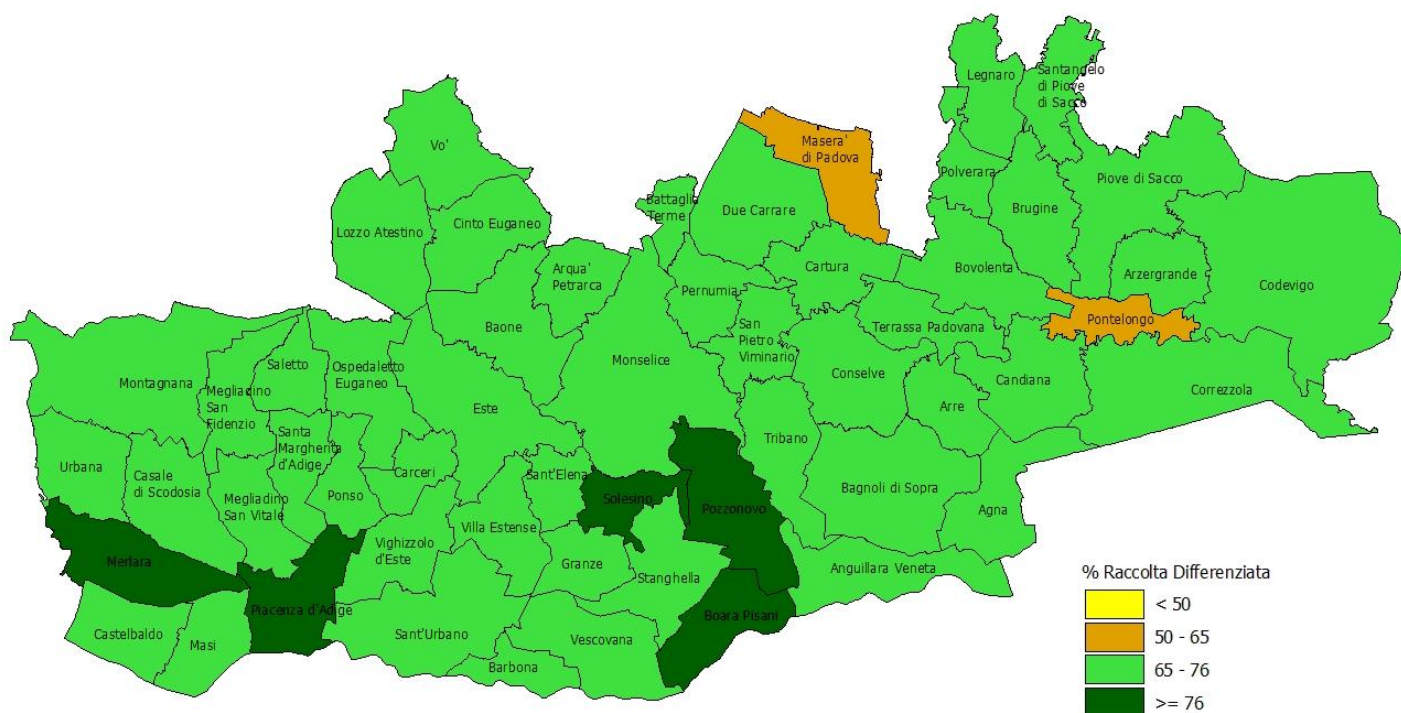 Legnaro
Santangelo
di Piove
di Sacco
Masera'
di Padova
Vo'
Polverara
Piove di Sacco
Battaglia
Terme
Due Carrare
Brugine
Cinto Euganeo
Lozzo Atestino
Cartura
Bovolenta
Arqua'
Petrarca
Arzergrande
Codevigo
Pernumia
Pontelongo
Baone
San
Pietro
Viminario
Terrassa Padovana
Monselice
Saletto
Ospedaletto
Euganeo
Conselve
Candiana
Montagnana
Megliadino
San
Fidenzio
Correzzola
Este
Arre
Santa
Margherita
d'Adige
Tribano
Urbana
Casale
di Scodosia
Carceri
Sant'Elena
Bagnoli di Sopra
Megliadino
San Vitale
Ponso
Solesino
Pozzonovo
Agna
Villa Estense
Vighizzolo
d'Este
Merlara
Granze
Stanghella
Anguillara Veneta
Piacenza d'Adige
Boara Pisani
Castelbaldo
Masi
Sant'Urbano
Vescovana
Barbona
% Raccolta Differenziata
< 50
50 - 65
65 - 76
>= 76